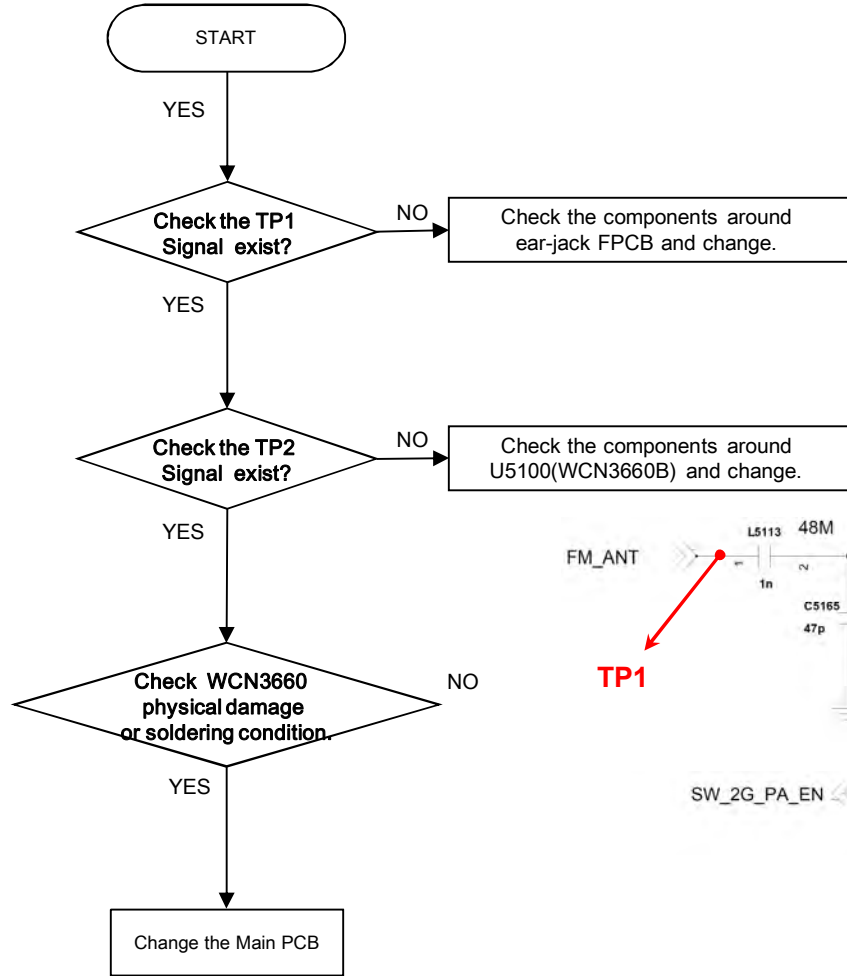 START
YES
Check the TP1
Signal exist?
NO
Check the components around
ear-jack FPCB and change.
YES
Check the TP2
Signal exist?
NO
Check the components around
U5100(WCN3660B) and change.
YES
L5113
48M
FM_ANT
1
2
1n
C5165
47p
TP1
Check WCN3660
physical damage
or soldering condition.
NO
YES
SW_2G_PA_EN
Change the Main PCB